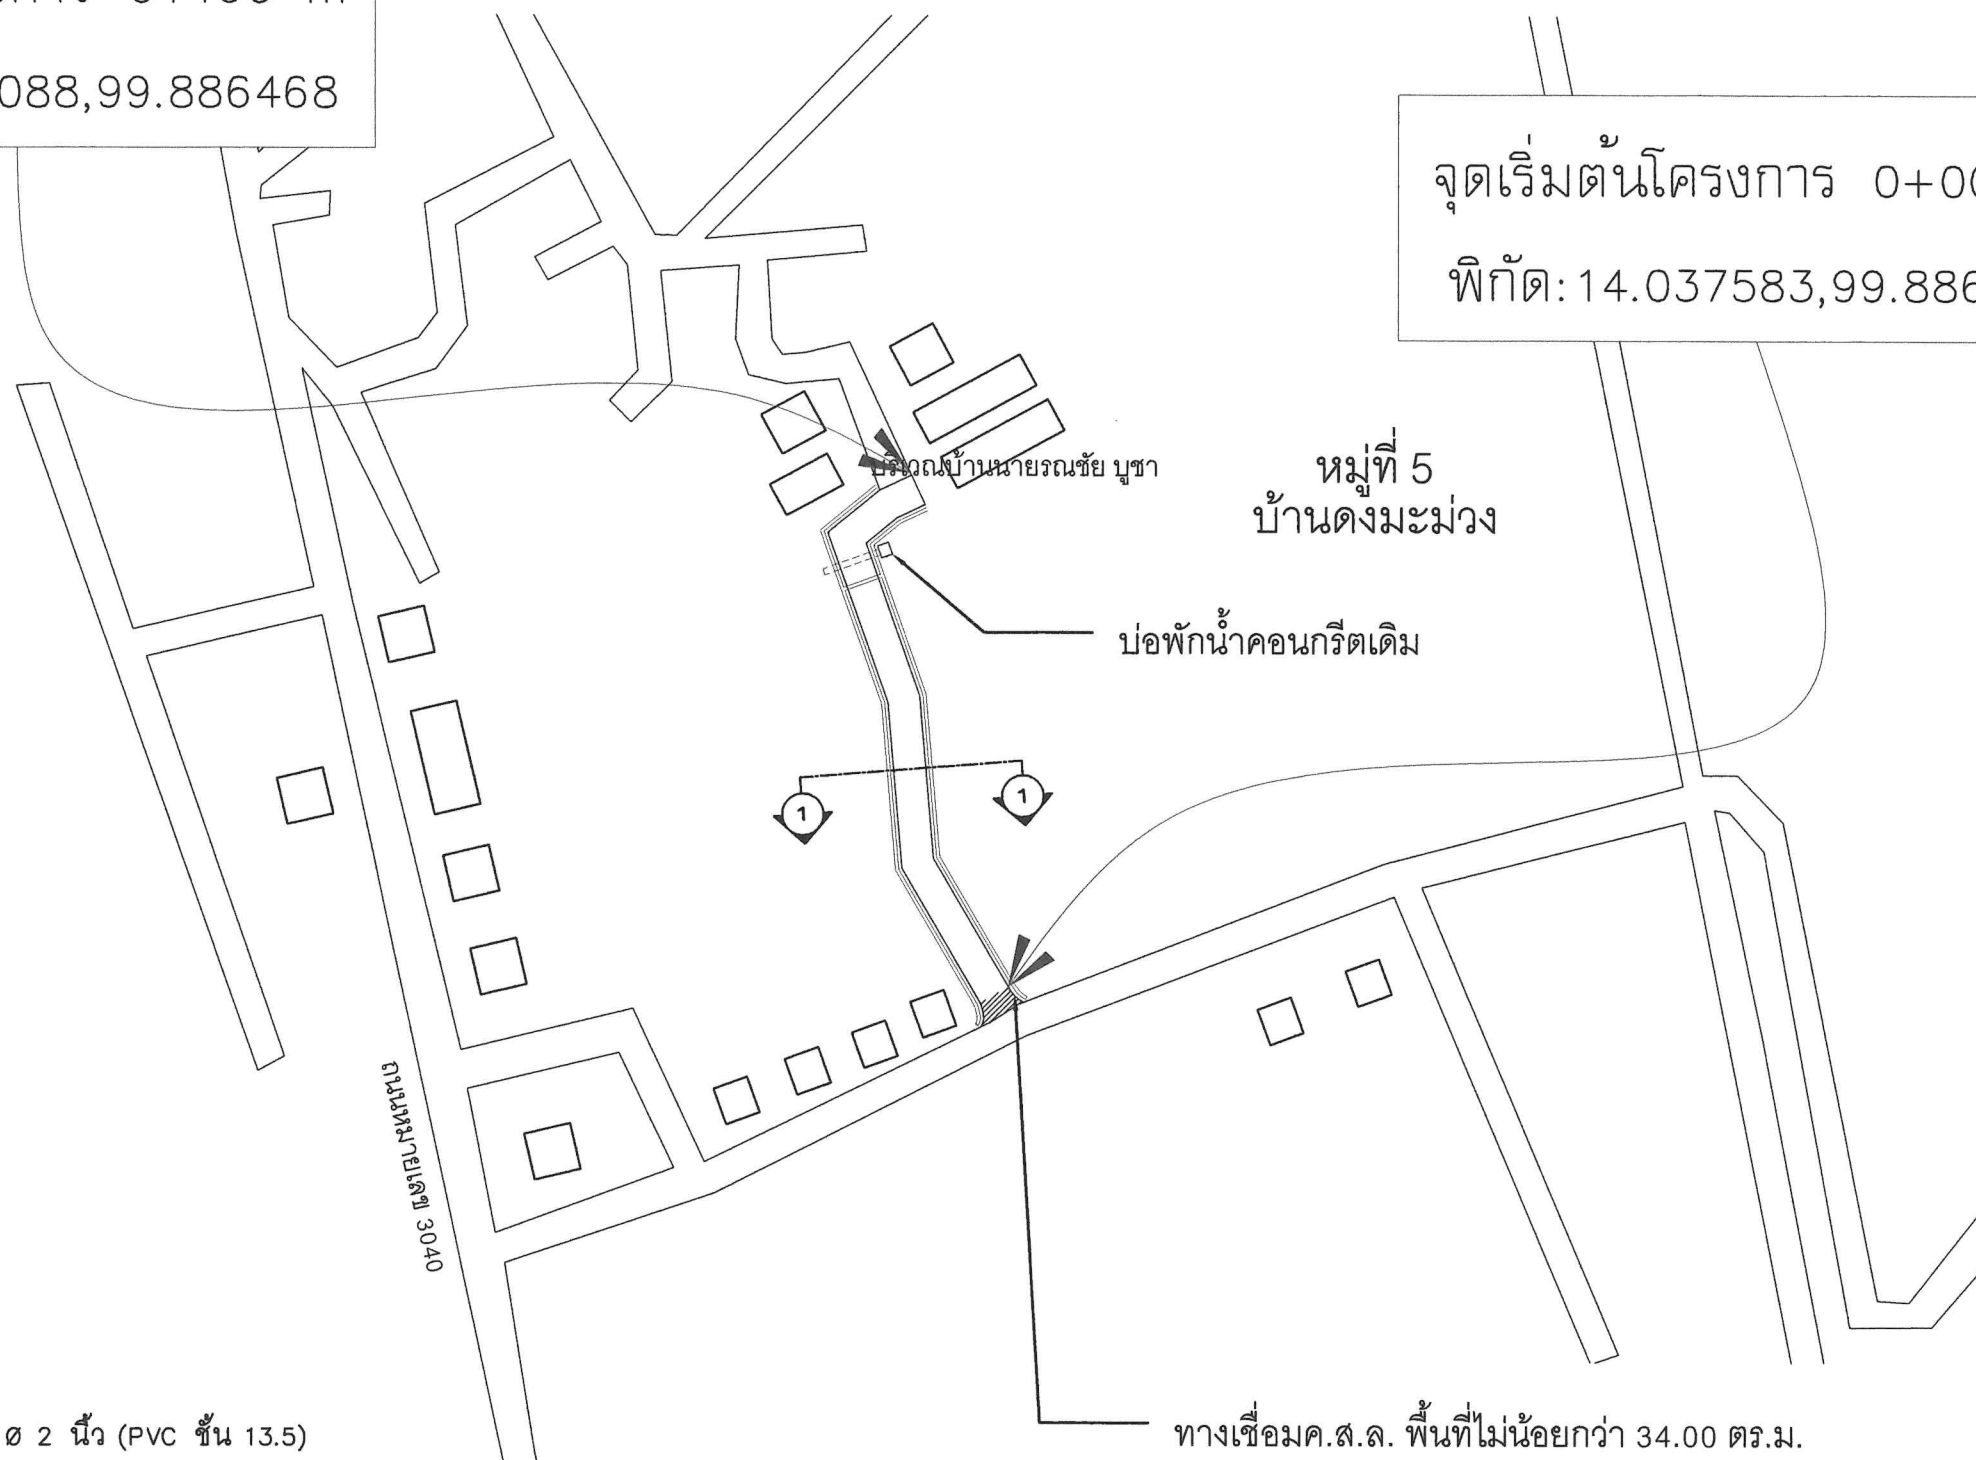 088,99.886468
จุดเริ่มต้นโครงการ 0+00
พิกัด:14.037583,99.886
บริเวณบ้านนายรณชัย บูชา
หมู่ที่ 5
บ้านดงมะม่วง
บ่อพักน้ำคอนกรีตเดิม
1
1
ถนนหมายเลข 3040
ø 2 นิ้ว (PVC ชั้น 13.5)
ทางเชื่อมค.ส.ล. พื้นที่ไม่น้อยกว่า 34.00 ตร.ม.